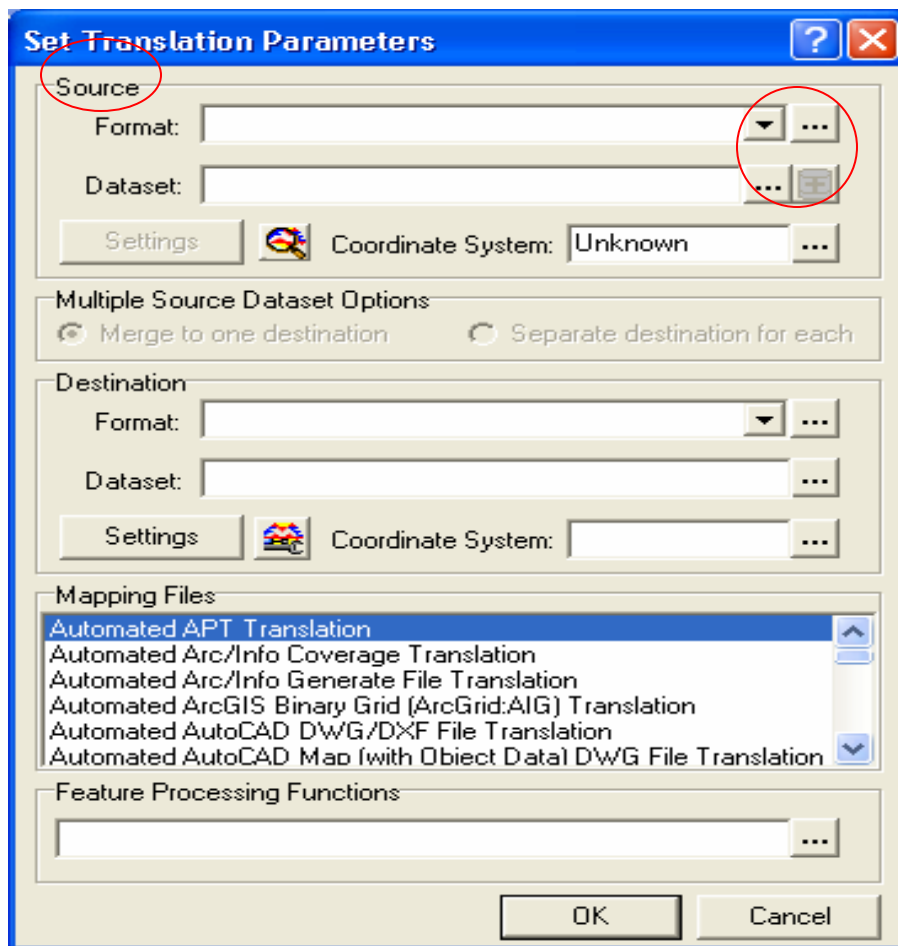 Set Translation Parameters
Source
Format:
Dataset:
Settings
Coordinate System: Unknown
Multiple Source Dataset Options
Merge to one destination Separate destination for each
Destination
Format:
Dataset:
Settings
Coordinate System:
Mapping Files
Automated APT Translation
Automated Arc/Info Coverage Translation
Automated Arc/Info Generate File Translation
Automated ArcGIS Binary Grid (ArcGrid:AIG) Translation
Automated AutoCAD DWG/DXF File Translation
Automated AutoCAD Map (with Object Data) DWG File Translation
Feature Processing Functions
OK Cancel